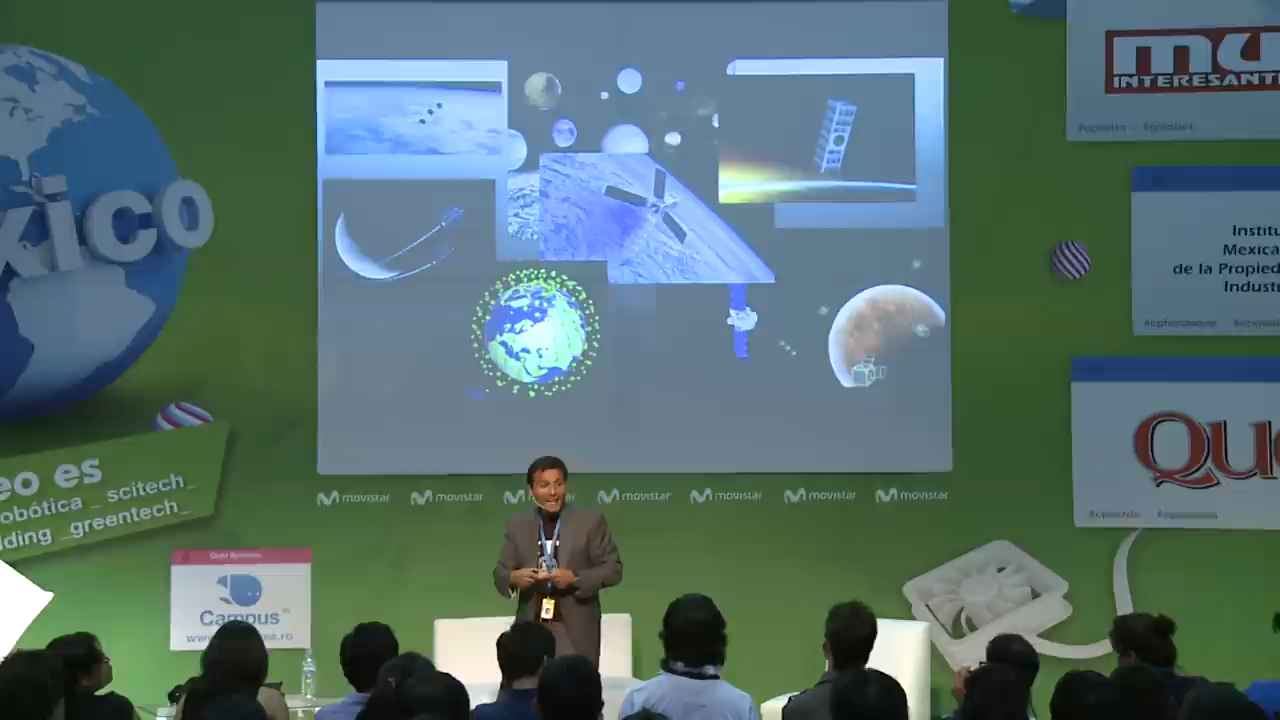 xico
eo es
obótica _ scitech_
lding _greentech_
Campus
movistar movistar movistar movistar movistar movistar movistar
MU
INTERESANT
Institu
Mexica
de la Propied
Indust
Qu